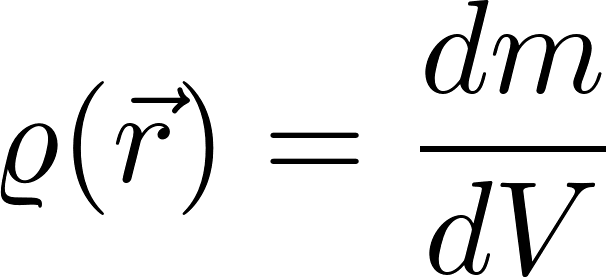 ϱ(r⃗) = dm/dV